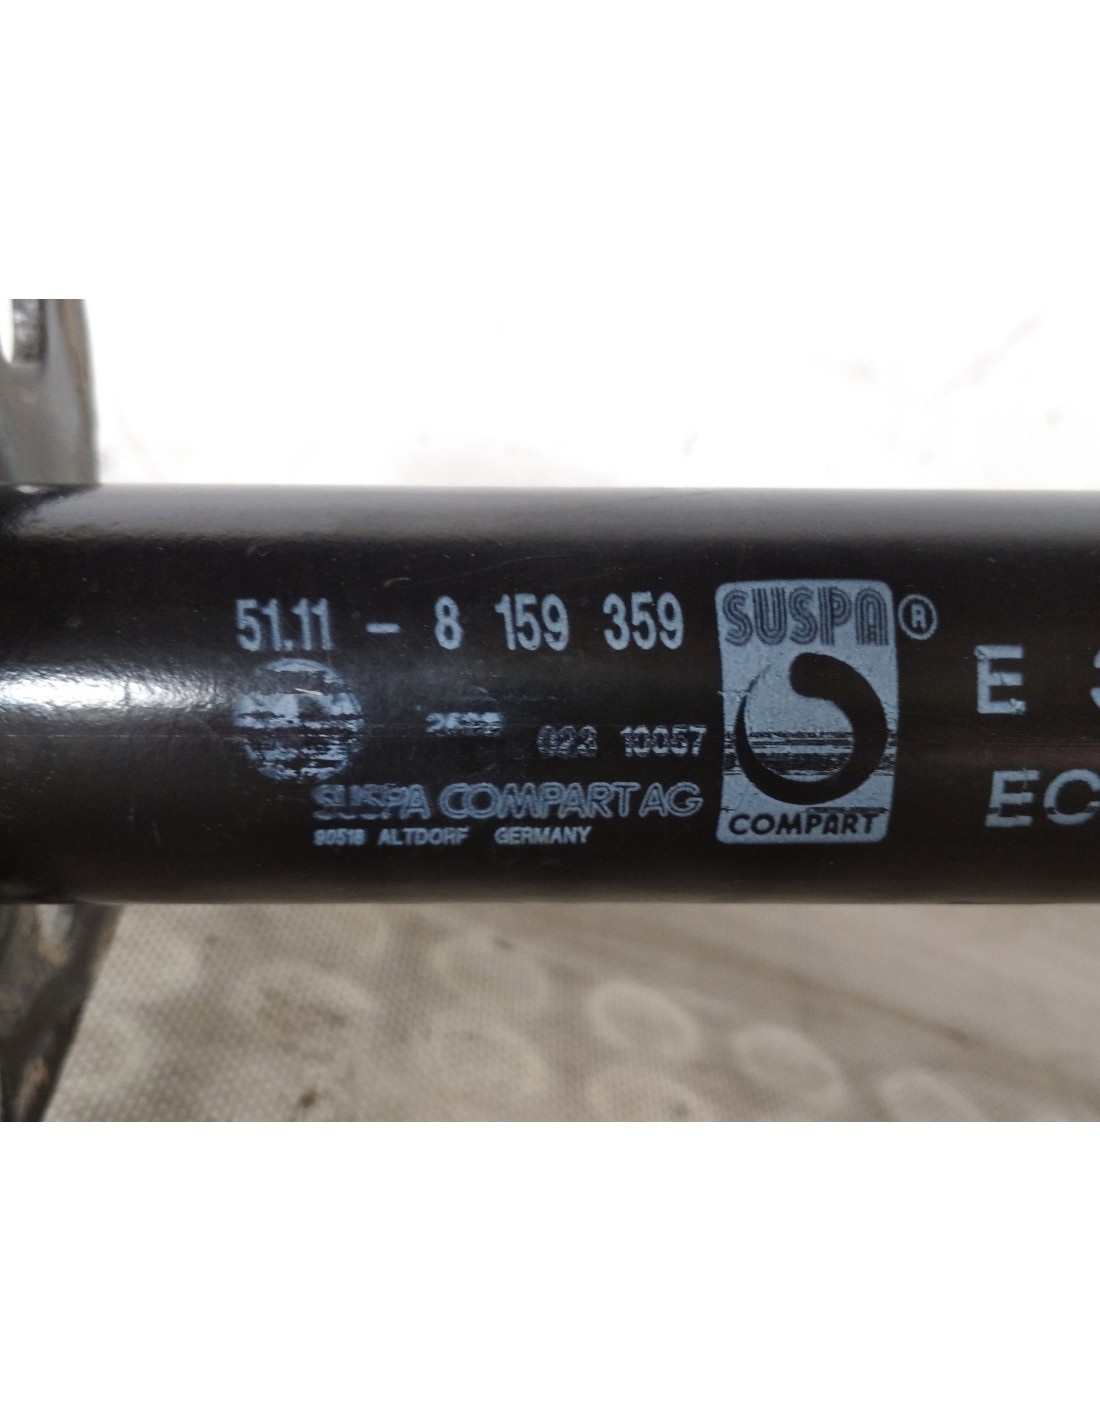 51.11 - 8 159 359
SUSPA ®
E
023 10057
SUSPA COMPART AG
90518 ALTDORF GERMANY
COMPART
EC